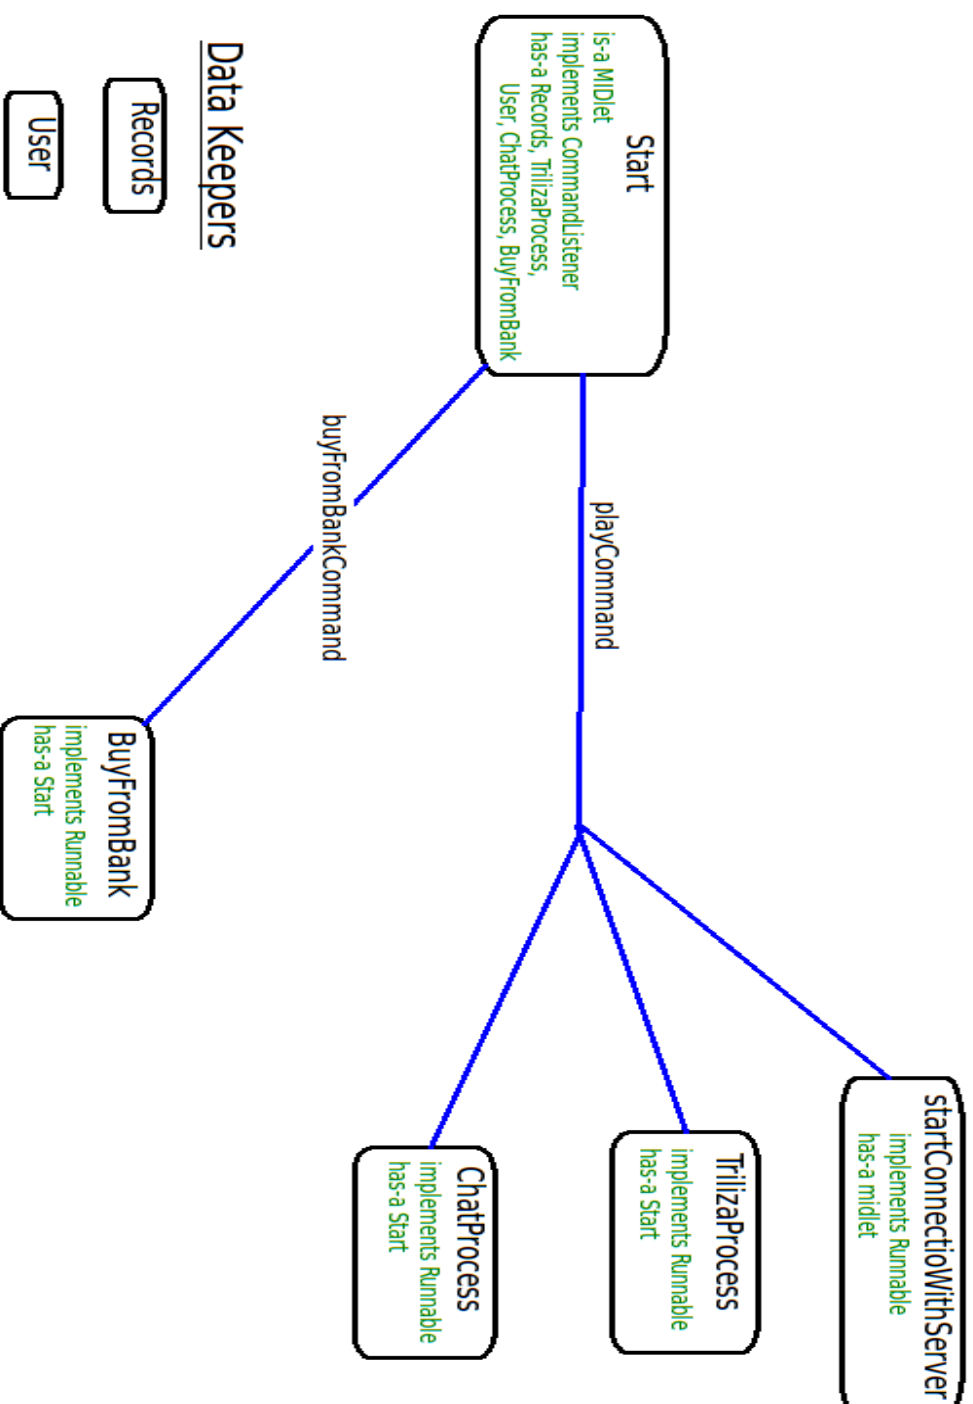 Start
is-a MIDlet
implements CommandListener
has-a Records, TrilizaProcess,
User, ChatProcess, BuyFromBank
playCommand
buyFromBankCommand
startConnectioWithServer
implements Runnable
has-a midlet
TrilizaProcess
implements Runnable
has-a Start
ChatProcess
implements Runnable
has-a Start
BuyFromBank
implements Runnable
has-a Start
Data Keepers
Records
User